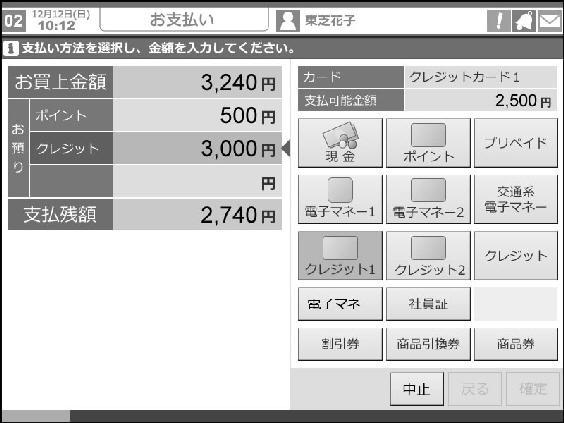 02 12月12日(日) 10:12 お支払い 東芝花子
支払い方法を選択し、金額を入力してください。
お買上金額 3,240円
お預り
ポイント 500円
クレジット 3,000円
円
支払残額 2,740円
カード クレジットカード1
支払可能金額 2,500円
現金 ポイント プリペイド
電子マネー1 電子マネー2 交通系
電子マネー
クレジット1 クレジット2 クレジット
電子マネ 社員証
割引券 商品引換券 商品券
中止 戻る 確定